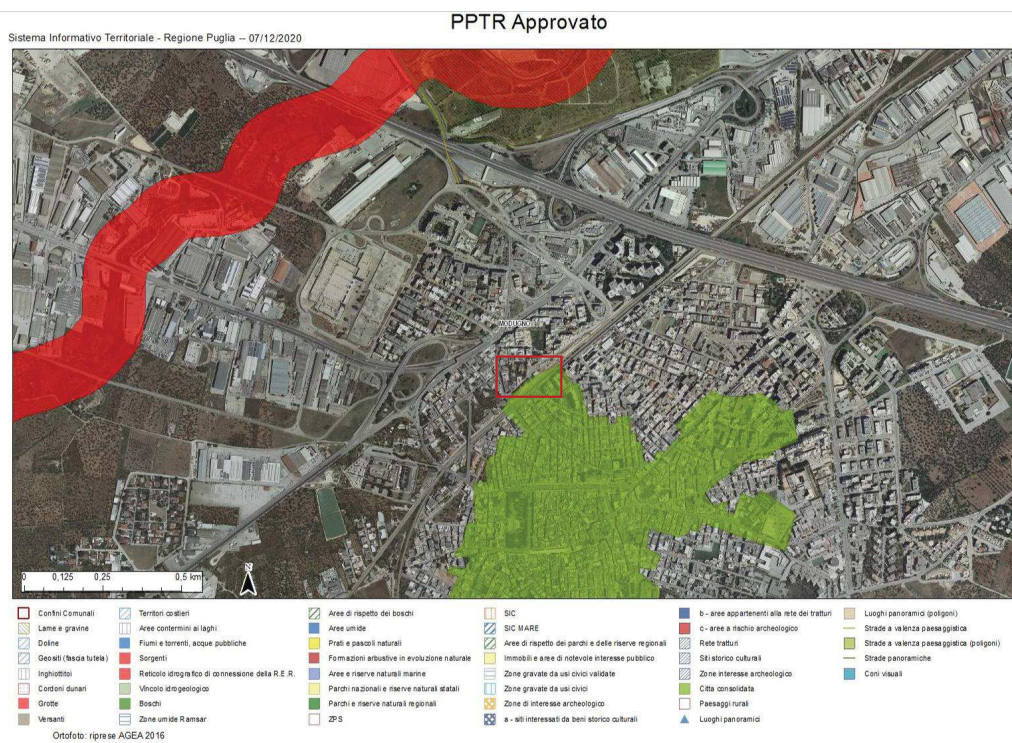 PPTR Approvato
Sistema Informativo Territoriale - Regione Puglia -- 07/12/2020
MODUGNO
0 0,125 0,25 0,5 km
N
Confini Comunali
Lame e gravine
Doline
Geositi (fascia tutela)
Inghiottitoi
Cordoni dunari
Grotte
Versanti
Territori costieri
Aree contermini ai laghi
Fiumi e torrenti, acque pubbliche
Sorgenti
Reticolo idrografico di connessione della R.E.R.
Vincolo idrogeologico
Boschi
Zone umide Ramsar
Aree di rispetto dei boschi
Aree umide
Prati e pascoli naturali
Formazioni arbustive in evoluzione naturale
Aree e riserve naturali marine
Parchi nazionali e riserve naturali statali
Parchi e riserve naturali regionali
ZPS
SIC
SIC MARE
Aree di rispetto dei parchi e delle riserve regionali
Immobili e aree di notevole interesse pubblico
Zone gravate da usi civici validate
Zone gravate da usi civici
Zone di interesse archeologico
a - siti interessati da beni storico culturali
b - aree appartenenti alla rete dei tratturi
c- aree a rischio archeologico
Rete tratturi
Siti storico culturali
Zone interesse archeologico
Citta consolidata
Paesaggi rurali
Luoghi panoramici
Luoghi panoramici (poligoni)
Strade a valenza paesaggistica
Strade a valenza paesaggistica (poligoni)
Strade panoramiche
Coni visuali
Ortofoto: riprese AGEA 2016